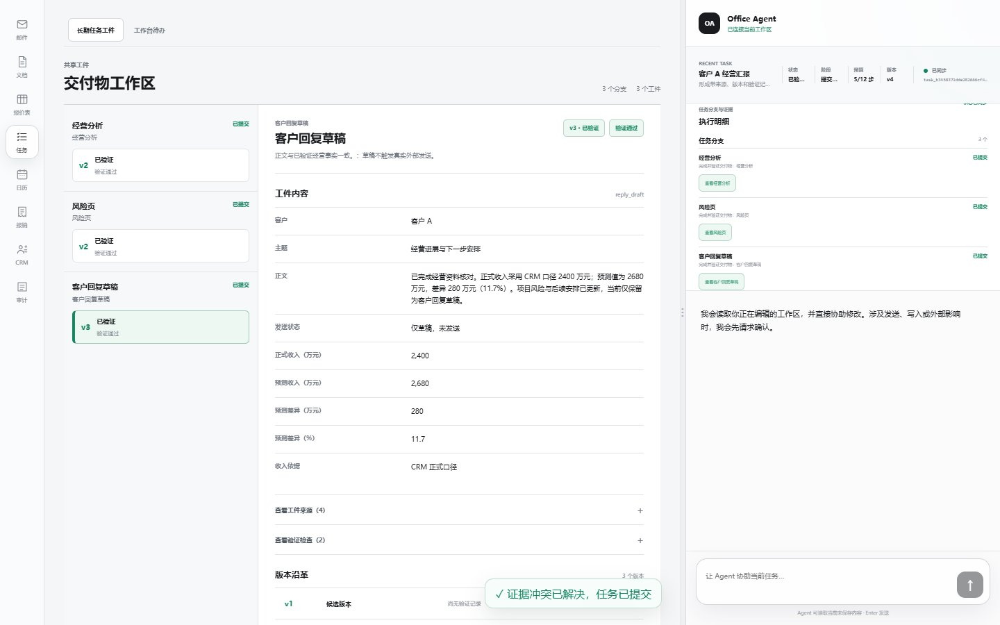 邮件
文档
报价表
任务
日历
报销
CRM
审计
长期任务工件
工作台待办
共享工件
交付物工作区
3 个分支
3 个工件
经营分析
已提交
经营分析
v2
已验证
验证通过
风险页
已提交
风险页
v2
已验证
验证通过
客户回复草稿
已提交
客户回复草稿
v3
已验证
验证通过
客户回复草稿
客户回复草稿
v3 • 已验证
验证通过
正文与已验证经营事实一致。；草稿不触发真实外部发送。
工件内容
reply_draft
客户
客户 A
主题
经营进展与下一步安排
正文
已完成经营资料核对。正式收入采用 CRM 口径 2400 万元；预测值为 2680
万元，差异 280 万元（11.7%）。项目风险与后续安排已更新，当前仅保留
为客户回复草稿。
发送状态
仅草稿，未发送
正式收入（万元）
2,400
预测收入（万元）
2,680
预测差异（万元）
280
预测差异（%）
11.7
收入依据
CRM 正式口径
查看工件来源（4）
+
查看验证检查（2）
+
版本沿革
3 个版本
v1
候选版本
尚无验证记录
✓ 证据冲突已解决，任务已提交
OA
Office Agent
已连接当前工作区
RECENT TASK
客户 A 经营汇报
形成带来源、版本和验证记...
状态
已验...
阶段
提交...
预算
5/12 步
版本
v4
已同步
任务分支与证据
执行明细
任务分支
3 个
经营分析
已提交
完成并验证交付物：经营分析
查看经营分析
风险页
已提交
完成并验证交付物：风险页
查看风险页
客户回复草稿
已提交
完成并验证交付物：客户回复草稿
查看客户回复草稿
我会读取你正在编辑的工作区，并直接协助修改。涉及发送、写入或外部影响
时，我会先请求确认。
让 Agent 协助当前任务...
Agent 可读取当前未保存内容 · Enter 发送